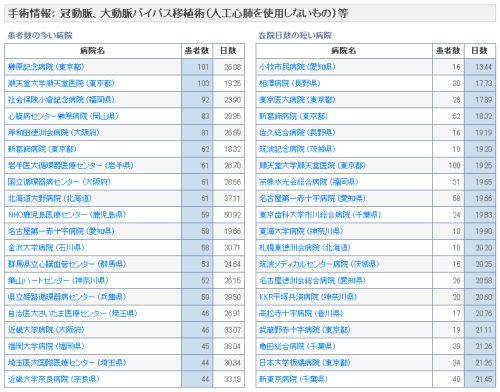 手術情報: 冠動脈、大動脈バイパス移植術(人工心肺を使用しないもの)等
患者数の多い病院
病院名 患者数 日数
榊原記念病院 (東京都) 101 26.08
順天堂大学順天堂医院 (東京都) 100 19.25
社会保険小倉記念病院 (福岡県) 92 23.90
心臓病センター榊原病院 (岡山県) 83 28.95
岸和田徳洲会病院 (大阪府) 81 26.69
新葛飾病院 (東京都) 62 18.32
岩手医大循環器医療センター (岩手県) 61 26.70
国立循環器病センター (大阪府) 61 28.66
北海道大野病院 (北海道) 61 37.11
NHO鹿児島医療センター (鹿児島県) 59 50.92
名古屋第一赤十字病院 (愛知県) 58 19.66
金沢大学病院 (石川県) 58 30.71
群馬県立心臓血管センター (群馬県) 53 24.64
葉山ハートセンター (神奈川県) 52 26.15
県立姫路循環器病センター (兵庫県) 50 29.50
自治医大さいたま医療センター (埼玉県) 46 26.91
近畿大学病院 (大阪府) 46 33.07
福岡大学病院 (福岡県) 45 38.04
埼玉医大国際医療センター (埼玉県) 44 30.34
近畿大学奈良病院 (奈良県) 44 33.18
在院日数の短い病院
病院名 患者数 日数
小牧市民病院 (愛知県) 16 13.44
相澤病院 (長野県) 30 17.73
東京医大病院 (東京都) 28 17.89
新葛飾病院 (東京都) 62 18.32
佐久総合病院 (長野県) 16 19.19
筑波記念病院 (茨城県) 10 19.20
順天堂大学順天堂医院 (東京都) 100 19.25
宗像水光会総合病院 (福岡県) 31 19.65
名古屋第一赤十字病院 (愛知県) 58 19.66
東京歯科大学市川総合病院 (千葉県) 24 19.83
東海大学病院 (神奈川県) 10 19.90
札幌東徳洲会病院 (北海道) 10 20.20
筑波メディカルセンター病院 (茨城県) 16 20.25
名古屋徳洲会総合病院 (愛知県) 26 20.58
KKR平塚共済病院 (神奈川県) 20 20.60
高松赤十字病院 (香川県) 17 20.76
武蔵野赤十字病院 (東京都) 19 21.11
亀田総合病院 (千葉県) 39 21.26
日本大学板橋病院 (東京都) 34 21.26
新東京病院 (千葉県) 40 21.45